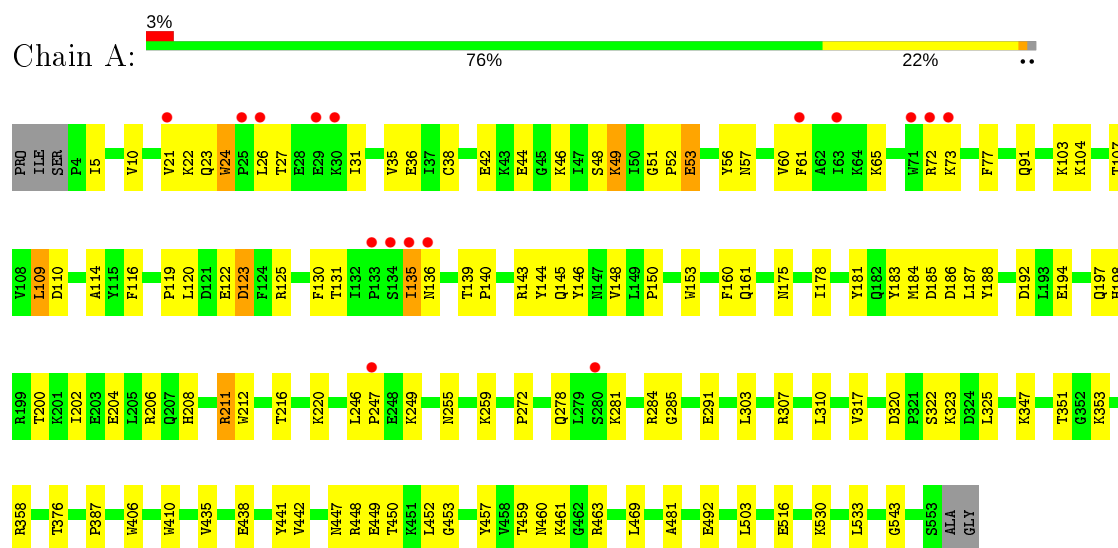 3%
Chain A:
76% 22% ••
PRO ILE SER P4 I5 V10 V21 K22 Q23 W24 P25 L26 T27 E28 E29 K30 I31 V35 E36 I37 C38 E42 K43 E44 G45 K46 I47 S48 K49 I50 G51 P52 E53 Y56 N57 V60 F61 A62 I63 K64 K65 W71 R72 K73 F77 Q91 K103 K104 T107
V108 L109 D110 A114 Y115 F116 P119 L120 D121 E122 D123 F124 R125 F130 T131 I132 P133 S134 I135 N136 T139 P140 R143 Y144 Q145 Y146 N147 V148 L149 P150 W153 F160 Q161 N175 I178 Y181 Q182 Y183 M184 D185 D186 L187 Y188 D192 L193 E194 Q197 H198
R199 T200 K201 I202 E203 E204 L205 R206 Q207 H208 R211 W212 T216 K220 L246 P247 E248 K249 N255 K259 P272 Q278 L279 S280 K281 R284 G285 E291 L303 R307 L310 V317 D320 P321 S322 K323 D324 L325 K347 T351 G352 K353
R358 T376 P387 W406 W410 V435 E438 Y441 V442 N447 R448 E449 T450 K451 L452 G453 Y457 V458 T459 N460 K461 G462 R463 L469 A481 E492 L503 E516 K530 L533 G543 S553 ALA GLY